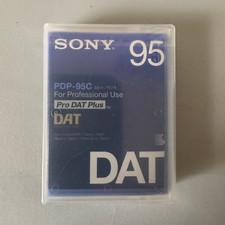 SONY 95
PDP-95C
For Professional Use
Pro DAT Plus
DAT
DAT